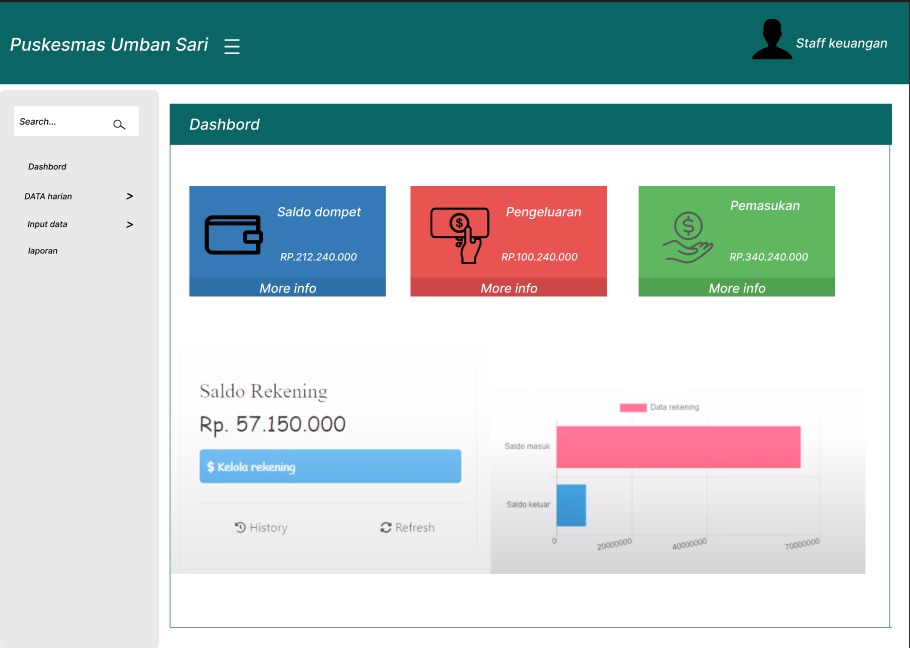 Puskesmas Umban Sari
Staff keuangan
Search...
Dashbord
DATA harian >
Input data >
laporan
Dashbord
Saldo dompet
RP.212.240.000
More info
Pengeluaran
RP.100.240.000
More info
Pemasukan
RP.340.240.000
More info
Saldo Rekening
Rp. 57.150.000
$ Kelola rekening
History
Refresh
Data rekening
Saldo masuk
Saldo keluar
0 20000000 40000000 70000000